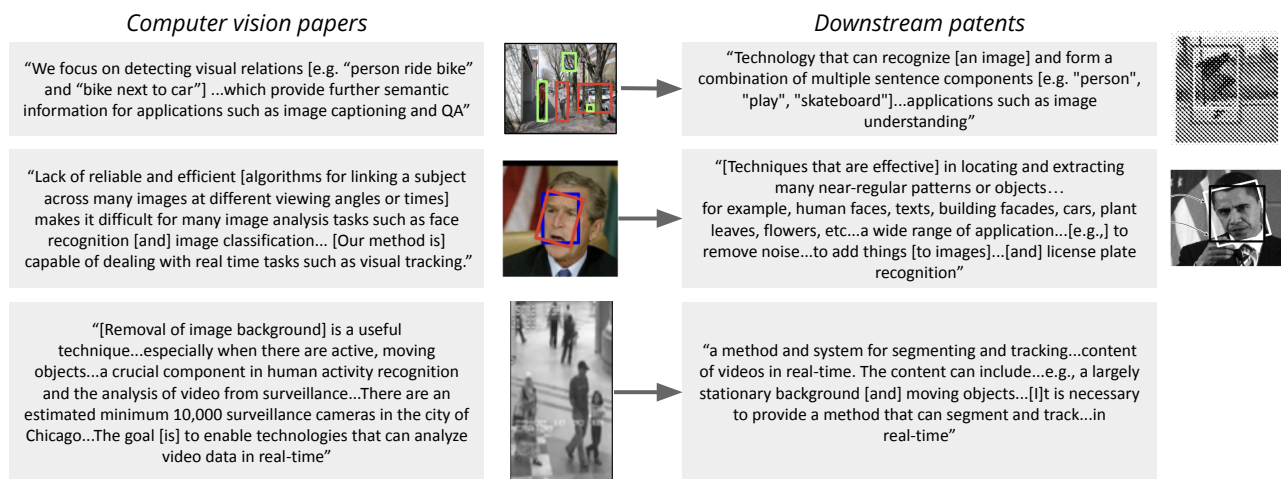 Computer vision papers
Downstream patents
“We focus on detecting visual relations [e.g. “person ride bike”
and “bike next to car”] ...which provide further semantic
information for applications such as image captioning and QA”
“Technology that can recognize [an image] and form a
combination of multiple sentence components [e.g. "person",
"play", "skateboard"]...applications such as image
understanding”
“Lack of reliable and efficient [algorithms for linking a subject
across many images at different viewing angles or times]
makes it difficult for many image analysis tasks such as face
recognition [and] image classification... [Our method is]
capable of dealing with real time tasks such as visual tracking.”
“[Techniques that are effective] in locating and extracting
many near-regular patterns or objects…
for example, human faces, texts, building facades, cars, plant
leaves, flowers, etc...a wide range of application...[e.g.,] to
remove noise...to add things [to images]...[and] license plate
recognition”
“[Removal of image background] is a useful
technique...especially when there are active, moving
objects...a crucial component in human activity recognition
and the analysis of video from surveillance...There are an
estimated minimum 10,000 surveillance cameras in the city of
Chicago...The goal [is] to enable technologies that can analyze
video data in real-time”
“a method and system for segmenting and tracking...content
of videos in real-time. The content can include...e.g., a largely
stationary background [and] moving objects...[I]t is necessary
to provide a method that can segment and track...in
real-time”